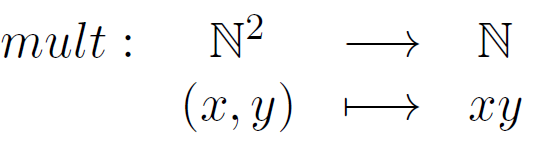 mult : ℕ² ⟶ ℕ
(x, y) ⟼ xy